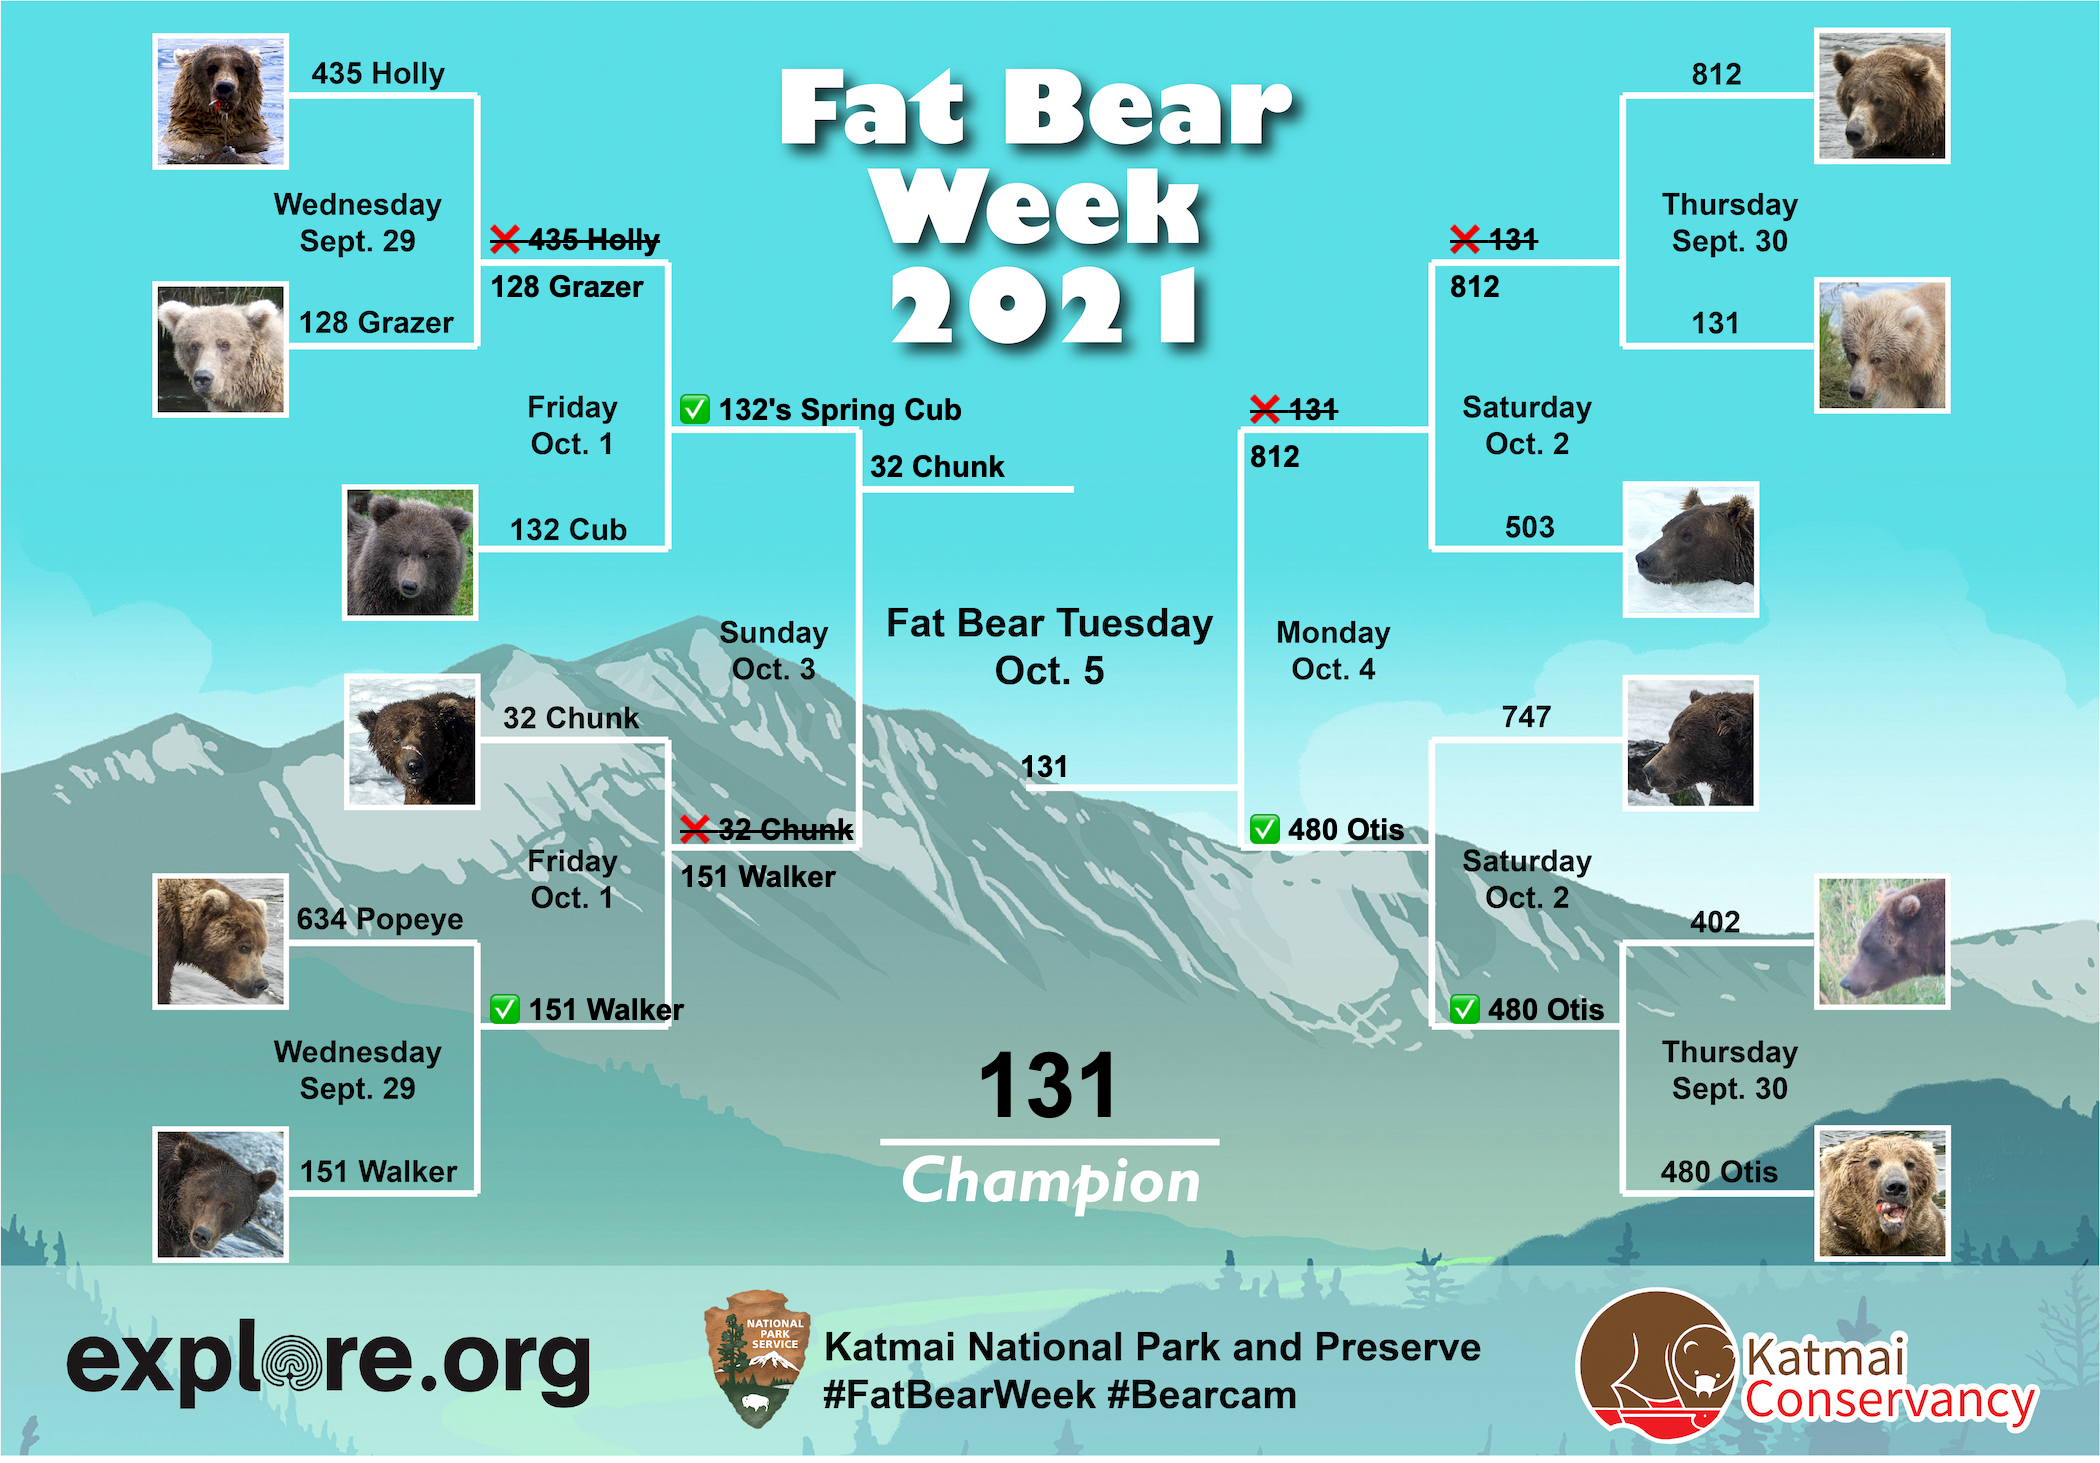 Fat Bear
Week
2021
435 Holly
Wednesday
Sept. 29
128 Grazer
❌ 435 Holly
128 Grazer
Friday
Oct. 1
132 Cub
✅ 132's Spring Cub
32 Chunk
Sunday
Oct. 3
32 Chunk
❌ 32 Chunk
151 Walker
Friday
Oct. 1
634 Popeye
✅ 151 Walker
Wednesday
Sept. 29
151 Walker
Fat Bear Tuesday
Oct. 5
131
131
Champion
812
Thursday
Sept. 30
131
❌ 131
812
Saturday
Oct. 2
503
❌ 131
812
Monday
Oct. 4
747
✅ 480 Otis
Saturday
Oct. 2
402
✅ 480 Otis
Thursday
Sept. 30
480 Otis
explore.org
NATIONAL
PARK
SERVICE
Katmai National Park and Preserve
#FatBearWeek #Bearcam
Katmai
Conservancy